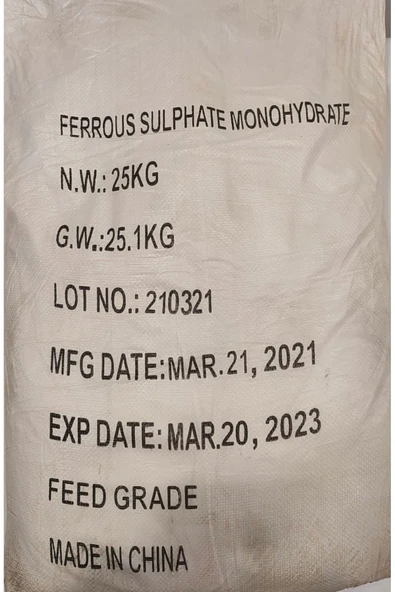 FERROUS SULPHATE MONOHYDRATE
N.W.: 25KG
G.W.:25.1KG
LOT NO.: 210321
MFG DATE:MAR.21, 2021
EXP DATE: MAR.20, 2023
FEED GRADE
MADE IN CHINA